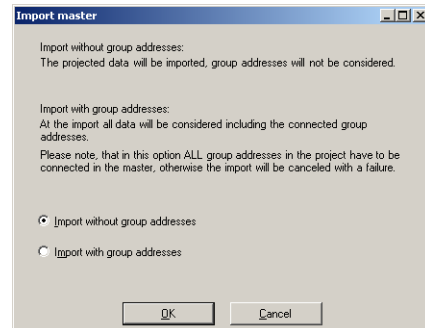 Import master
Import without group addresses:
The projected data will be imported, group addresses will not be considered.
Import with group addresses:
At the import all data will be considered including the connected group
addresses.
Please note, that in this option ALL group addresses in the project have to be
connected in the master, otherwise the import will be canceled with a failure.
Import without group addresses
Import with group addresses
OK
Cancel